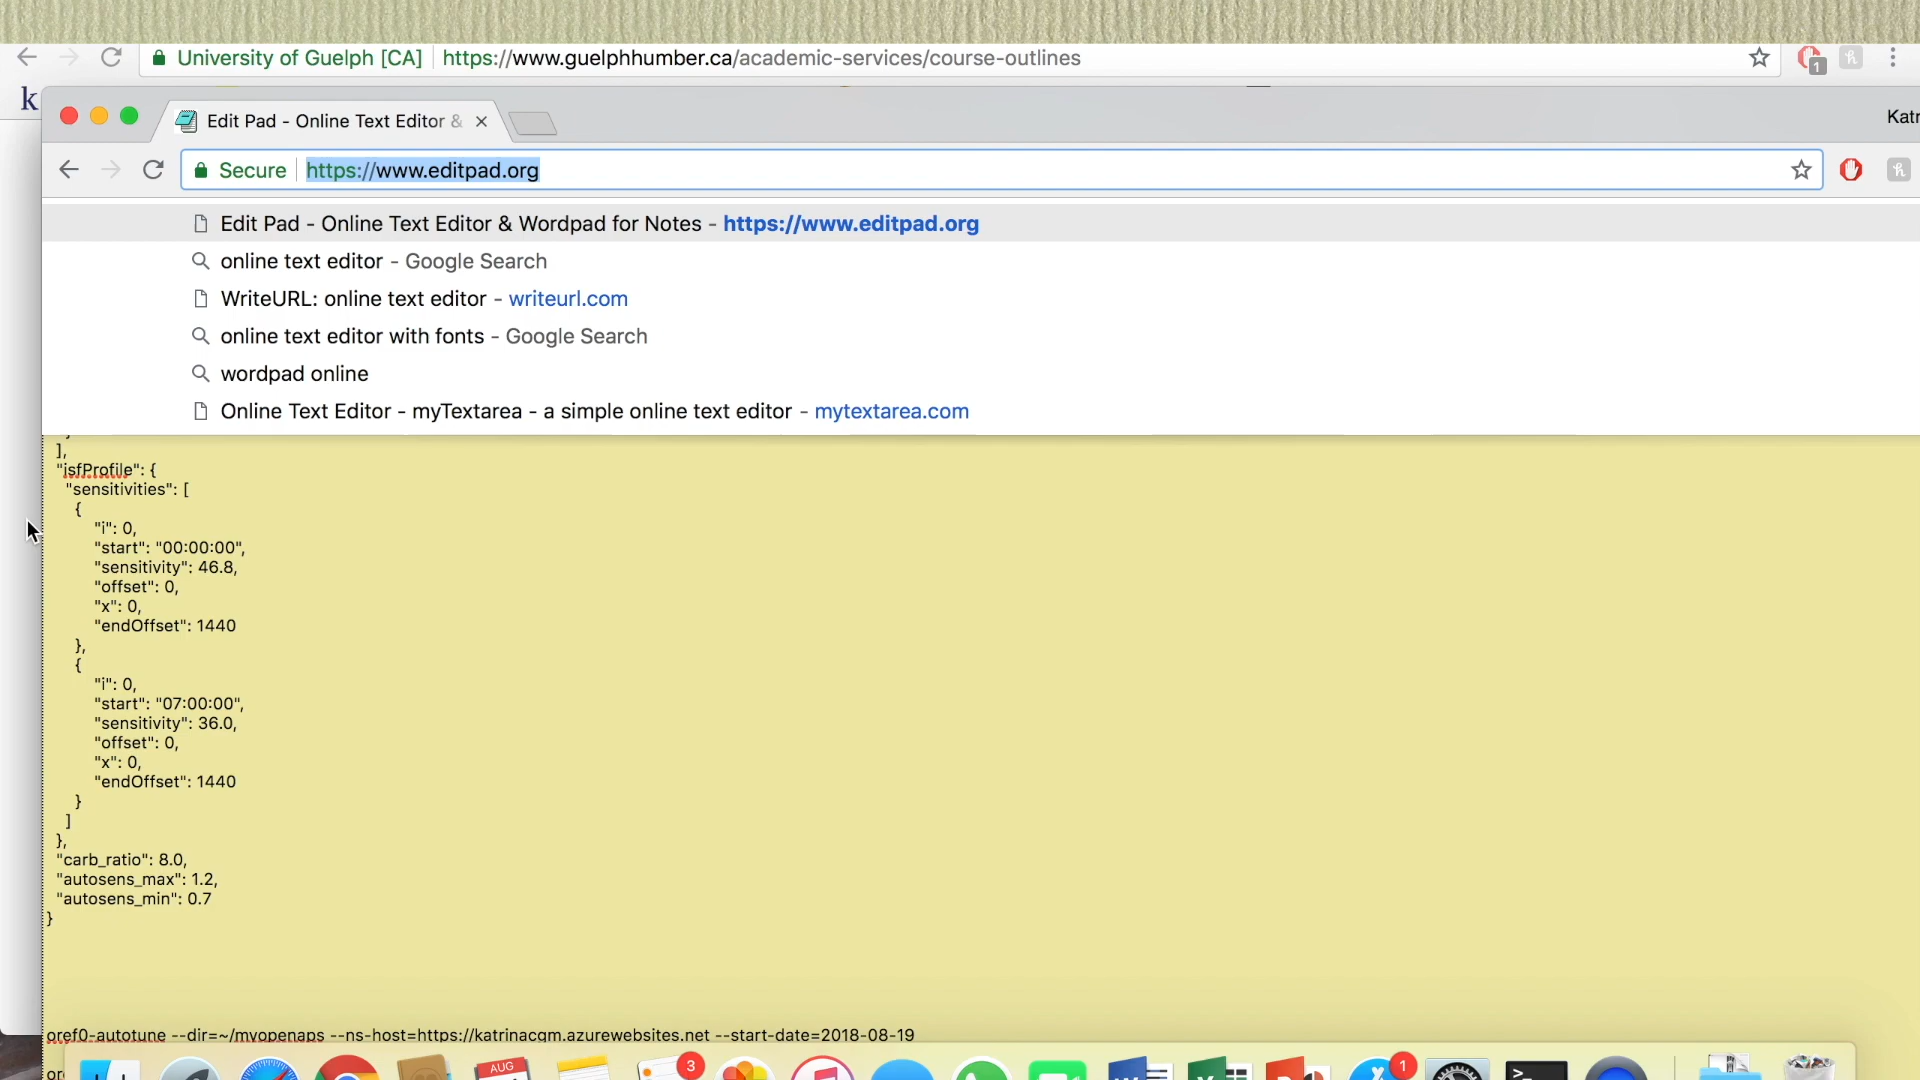 University of Guelph [CA] https://www.guelphhumber.ca/academic-services/course-outlines
1
k
Edit Pad - Online Text Editor &
Katr
Secure https://www.editpad.org
Edit Pad - Online Text Editor & Wordpad for Notes - https://www.editpad.org
online text editor - Google Search
WriteURL: online text editor - writeurl.com
online text editor with fonts - Google Search
wordpad online
Online Text Editor - myTextarea - a simple online text editor - mytextarea.com
],
"isfProfile": {
"sensitivities": [
{
"i": 0,
"start": "00:00:00",
"sensitivity": 46.8,
"offset": 0,
"x": 0,
"endOffset": 1440
},
{
"i": 0,
"start": "07:00:00",
"sensitivity": 36.0,
"offset": 0,
"x": 0,
"endOffset": 1440
}
]
},
"carb_ratio": 8.0,
"autosens_max": 1.2,
"autosens_min": 0.7
}
oref0-autotune --dir=~/myopenaps --ns-host=https://katrinacgm.azurewebsites.net --start-date=2018-08-19
AUG
3
1